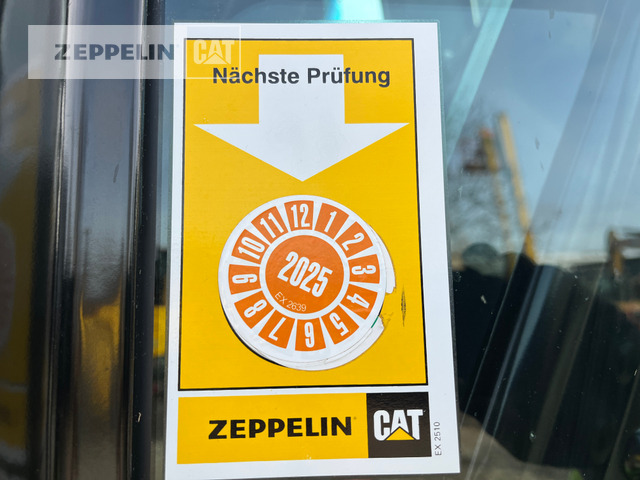 ZEPPELIN CAT
Nächste Prüfung
1 2 3 4 5 6 7 8 9 10 11 12
2025
EX 2639
ZEPPELIN CAT
EX 2510